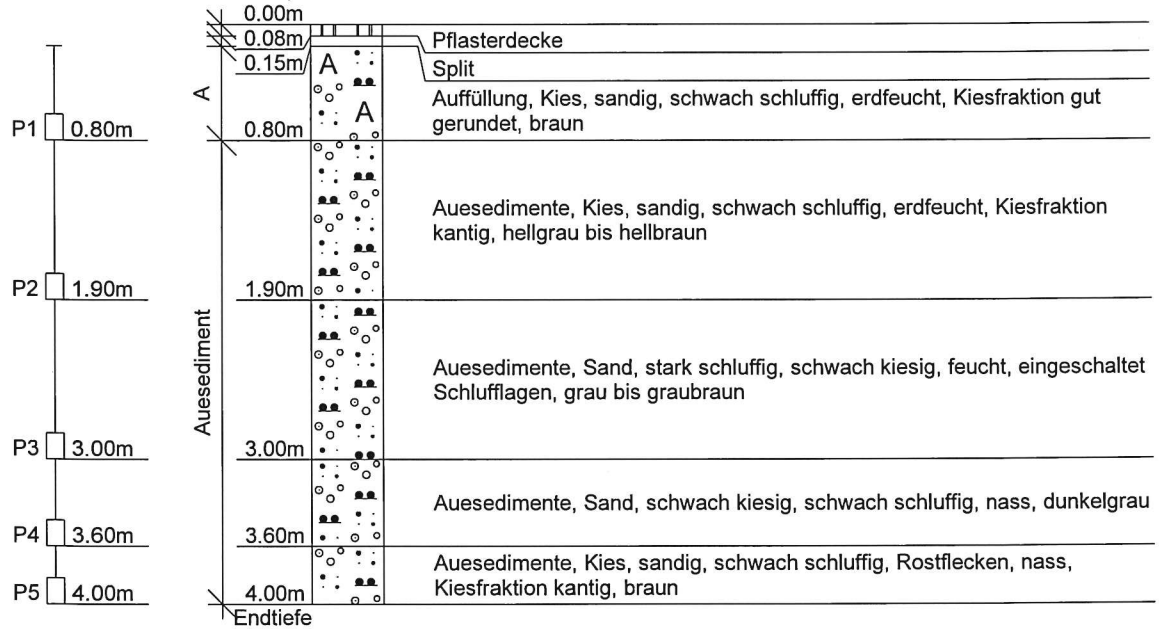 0.00m
0.08m Pflasterdecke
0.15m Split
A
A
A
Auffüllung, Kies, sandig, schwach schluffig, erdfeucht, Kiesfraktion gut
gerundet, braun
P1 0.80m 0.80m
Auesedimente, Kies, sandig, schwach schluffig, erdfeucht, Kiesfraktion
kantig, hellgrau bis hellbraun
P2 1.90m 1.90m
Auesediment
Auesedimente, Sand, stark schluffig, schwach kiesig, feucht, eingeschaltet
Schlufflagen, grau bis graubraun
P3 3.00m 3.00m
Auesedimente, Sand, schwach kiesig, schwach schluffig, nass, dunkelgrau
P4 3.60m 3.60m
Auesedimente, Kies, sandig, schwach schluffig, Rostflecken, nass,
Kiesfraktion kantig, braun
P5 4.00m 4.00m
Endtiefe